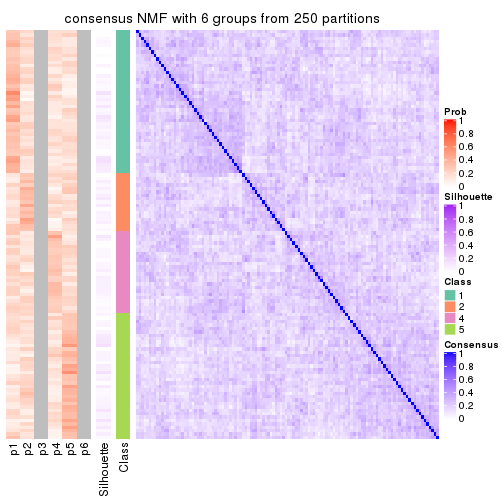 consensus NMF with 6 groups from 250 partitions
Prob
1
0.8
0.6
0.4
0.2
0
Silhouette
1
0.8
0.6
0.4
0.2
0
Class
1
2
4
5
Consensus
1
0.8
0.6
0.4
0.2
0
p1
p2
p3
p4
p5
p6
Silhouette
Class